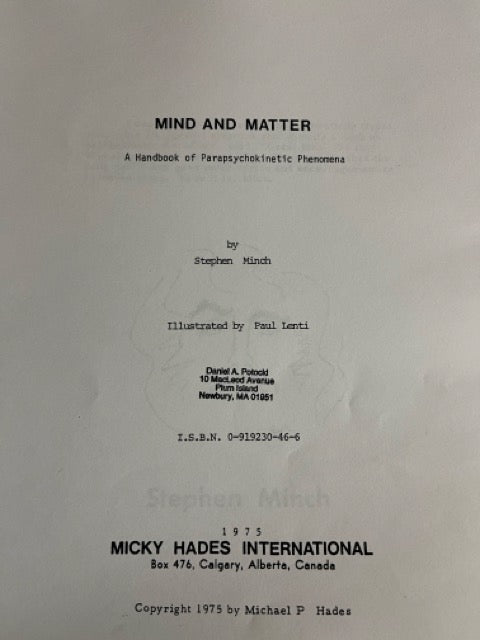 MIND AND MATTER
A Handbook of Parapsychokinetic Phenomena
by
Stephen Minch
Illustrated by Paul Lenti
Daniel A. Potocki
10 MacLeod Avenue
Plum Island
Newbury, MA 01951
I.S.B.N. 0-919230-46-6
Stephen Minch
1975
MICKY HADES INTERNATIONAL
Box 476, Calgary, Alberta, Canada
Copyright 1975 by Michael P Hades